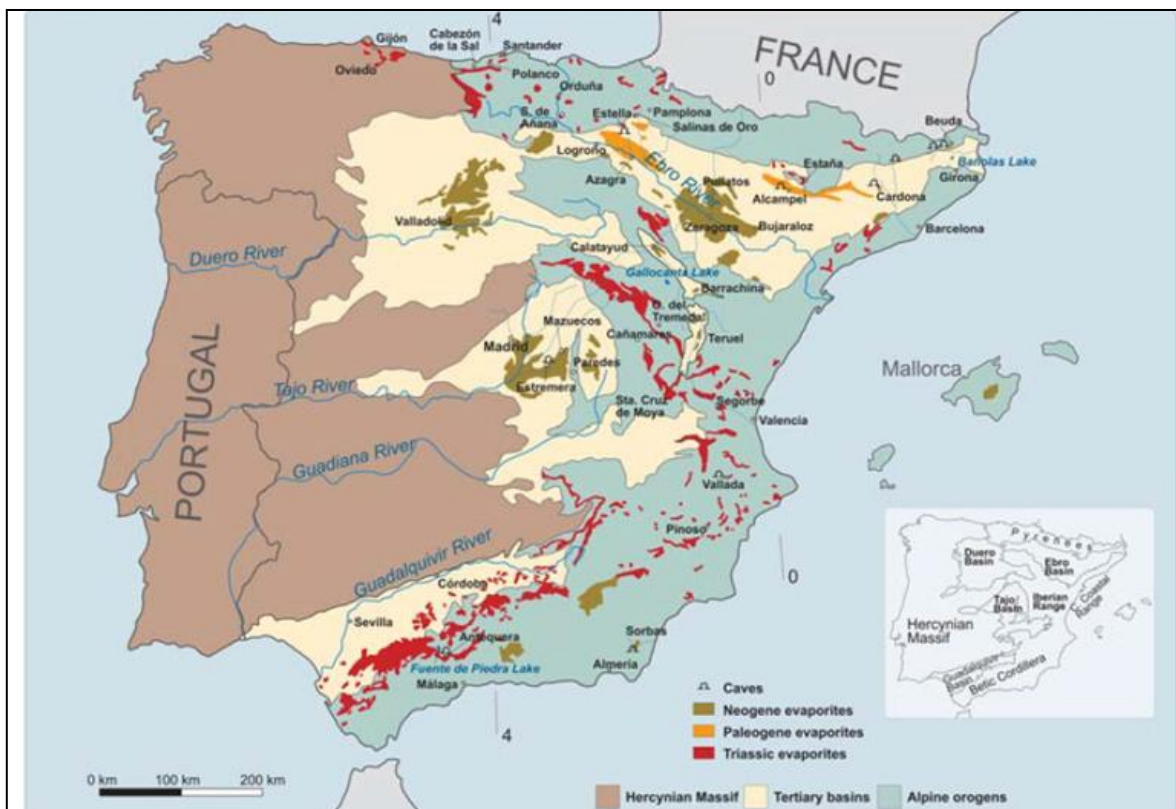 4
Gijón
Oviedo
Cabezón
de la Sal
Santander
Polanco
Orduña
FRANCE
0
S. de
Añana
Estella
Pamplona
Salinas de Oro
Logroño
Ebro River
Azagra
Estaña
Beuda
Bañolas Lake
Girona
Alcampel
Cardona
Valladolid
Zaragoza
Bujaraloz
Barcelona
Duero River
Calatayud
Gallocanta Lake
Barrachina
O. del
Tremedal
Mazuecos
Cañamares
Teruel
Madrid
Paredes
Estremera
Mallorca
PORTUGAL
Tajo River
Sta. Cruz
de Moya
Segorbe
Valencia
Guadiana River
Vallada
Pinoso
0
Guadalquivir River
Córdoba
Sevilla
Antequera
Fuente de Piedra Lake
Málaga
Sorbas
Almería
4
Pyrenees
Duero
Basin
Ebro
Basin
Tajo
Basin
Iberian
Range
C. Coastal
Range
Hercynian
Massif
Guadalquivir
Basin
Betic Cordillera
Caves
Neogene evaporites
Paleogene evaporites
Triassic evaporites
0 km 100 km 200 km
Hercynian Massif Tertiary basins Alpine orogens